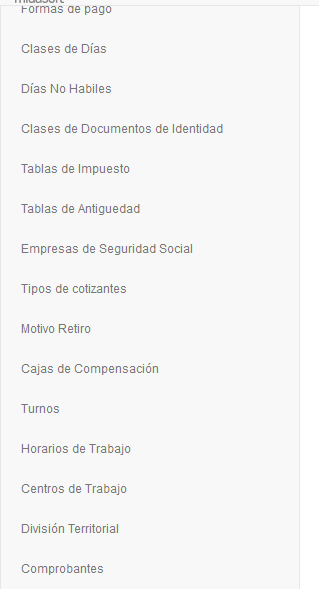 Formas de pago
Clases de Días
Días No Habiles
Clases de Documentos de Identidad
Tablas de Impuesto
Tablas de Antiguedad
Empresas de Seguridad Social
Tipos de cotizantes
Motivo Retiro
Cajas de Compensación
Turnos
Horarios de Trabajo
Centros de Trabajo
División Territorial
Comprobantes